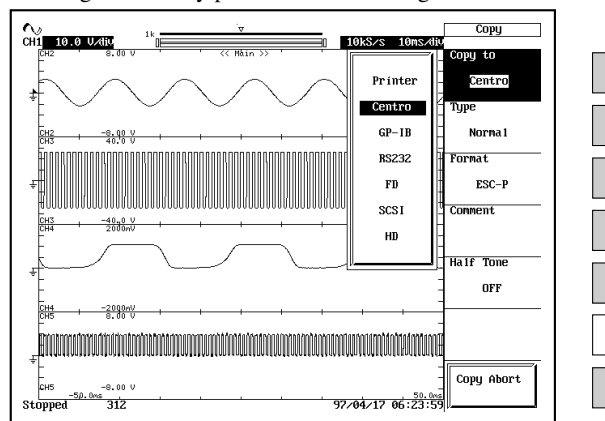 Copy
CH1 10.0 V/div
1k
10kS/s 10ms/div
CH2 8.00 V
<< Main >>
Copy to
Centro
Printer
Centro
GP-IB
RS232
FD
SCSI
HD
Type
Normal
CH2 -8.00 V
CH3 40.0 V
Format
ESC-P
CH3 -40.0 V
CH4 2000mV
Comment
Half Tone
OFF
CH4 -2000mV
CH5 8.00 V
Copy Abort
CH5 -8.00 V
-50.0ms
50.0ms
Stopped 312
97/04/17 06:23:59